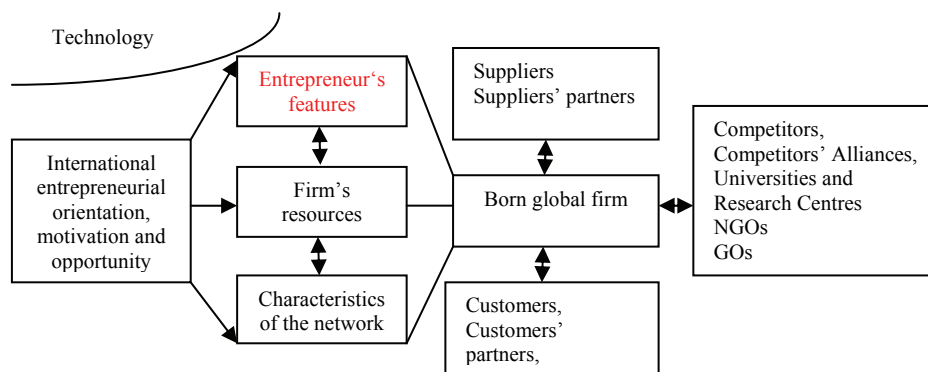 Technology
Entrepreneur‘s
features
International
entrepreneurial
orientation,
motivation and
opportunity
Firm’s
resources
Characteristics
of the network
Suppliers
Suppliers’ partners
Born global firm
Customers,
Customers’
partners,
Competitors,
Competitors’ Alliances,
Universities and
Research Centres
NGOs
GOs